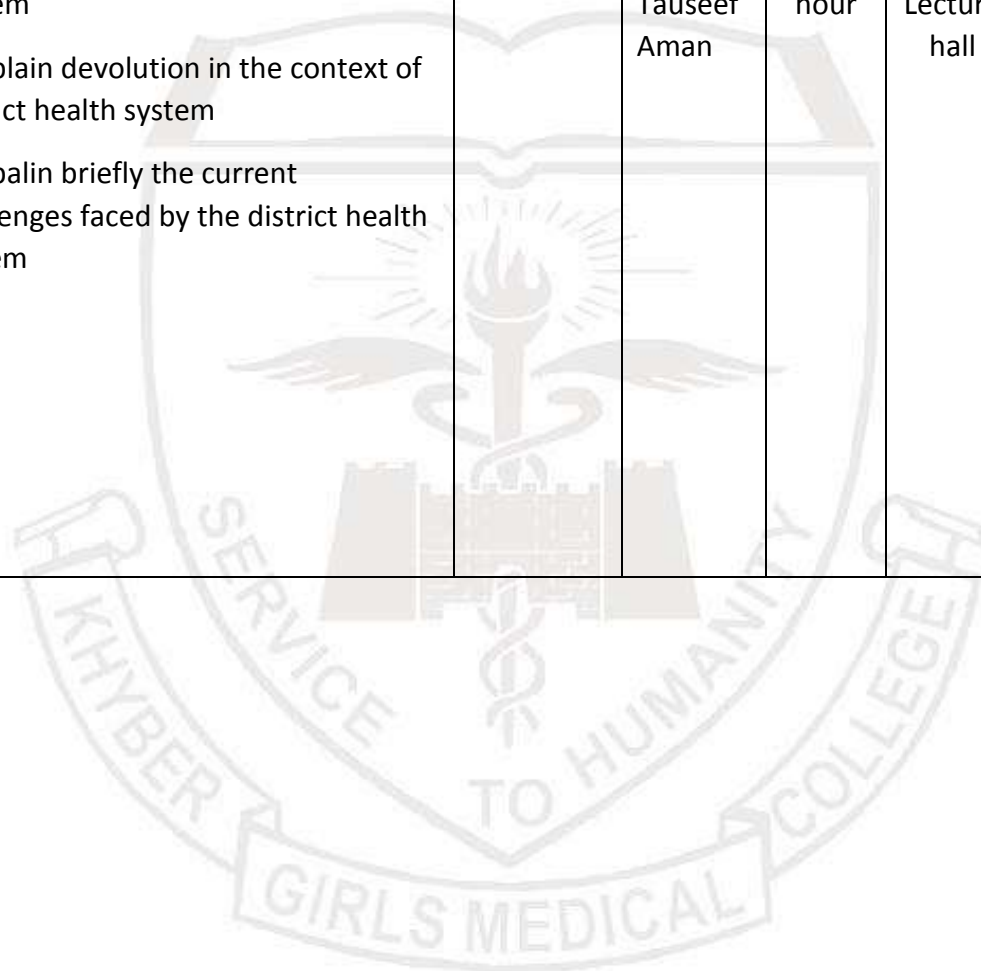 em
Tauseef
hour
Lectur
Aman
hall
plain devolution in the context of
ct health system
palin briefly the current
enges faced by the district health
em
SERVICE TO HUMANITY
KHYBER GIRLS MEDICAL COLLEGE